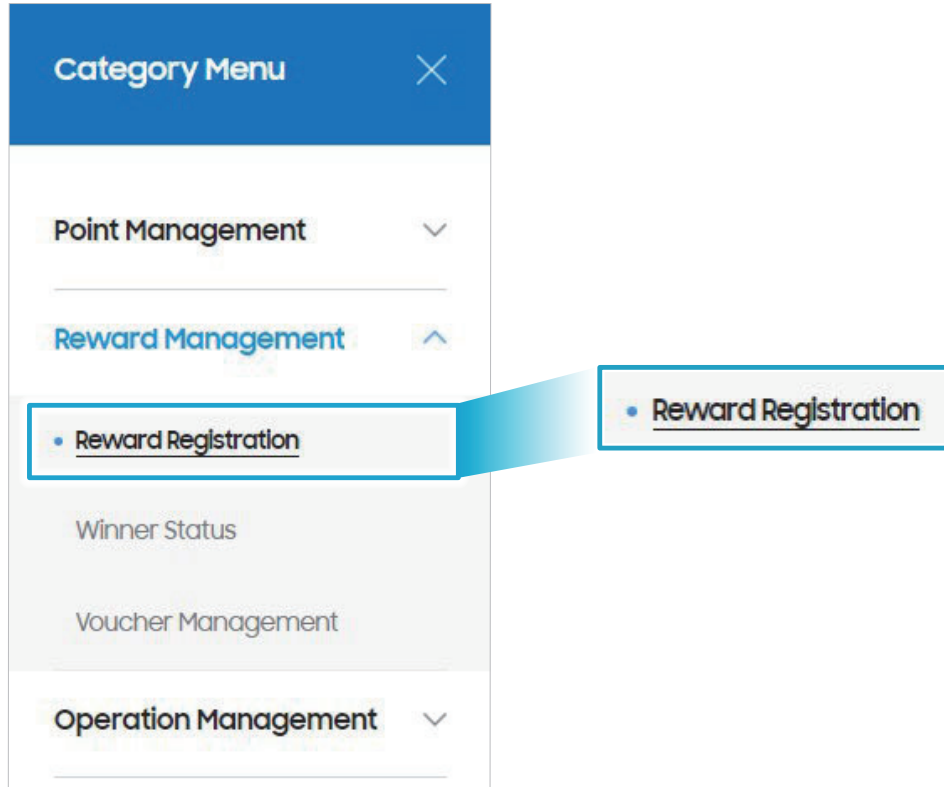 Category Menu
Point Management
Reward Management
• Reward Registration
• Reward Registration
Winner Status
Voucher Management
Operation Management